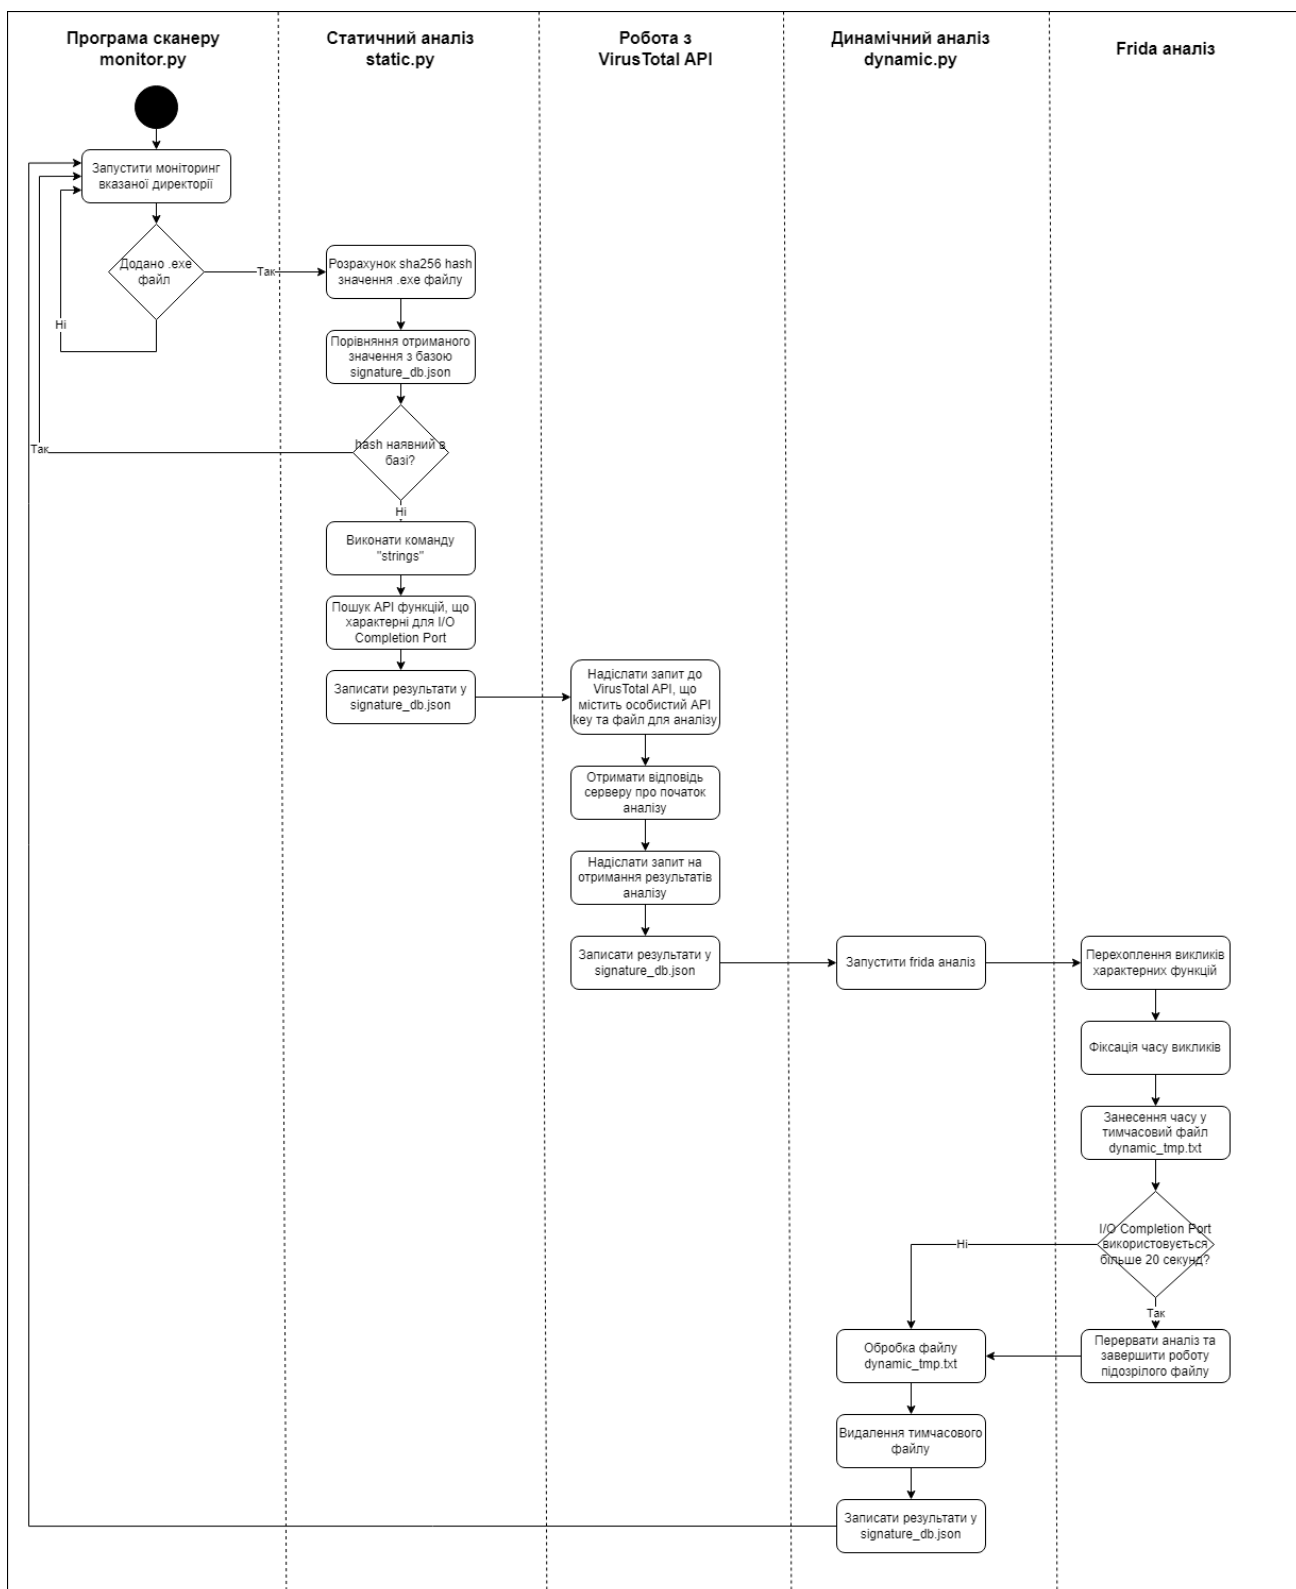 Програма сканеру
monitor.py
Статичний аналіз
static.py
Робота з
VirusTotal API
Динамічний аналіз
dynamic.py
Frida аналіз
Запустити моніторинг
вказаної директорії
Додано .exe
файл
Так
Ні
Розрахунок sha256 hash
значення .exe файлу
Порівняння отриманого
значення з базою
signature_db.json
hash наявний в
базі?
Так
Ні
Виконати команду
"strings"
Пошук API функцій, що
характерні для I/O
Completion Port
Записати результати у
signature_db.json
Надіслати запит до
VirusTotal API, що
містить особистий API
key та файл для аналізу
Отримати відповідь
серверу про початок
аналізу
Надіслати запит на
отримання результатів
аналізу
Записати результати у
signature_db.json
Запустити frida аналіз
Перехоплення викликів
характерних функцій
Фіксація часу викликів
Занесення часу у
тимчасовий файл
dynamic_tmp.txt
I/O Completion Port
використовується
більше 20 секунд?
Ні
Так
Перервати аналіз та
завершити роботу
підозрілого файлу
Обробка файлу
dynamic_tmp.txt
Видалення тимчасового
файлу
Записати результати у
signature_db.json